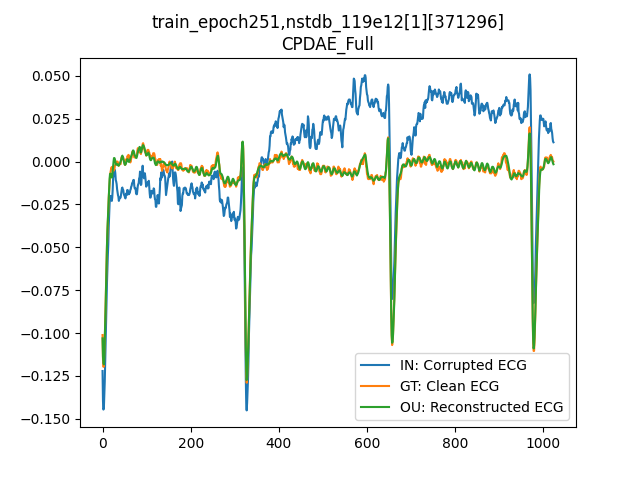 train_epoch251,nstdb_119e12[1][371296]
CPDAE_Full
0.050
0.025
0.000
−0.025
−0.050
−0.075
−0.100
−0.125
−0.150
IN: Corrupted ECG
GT: Clean ECG
OU: Reconstructed ECG
0 200 400 600 800 1000